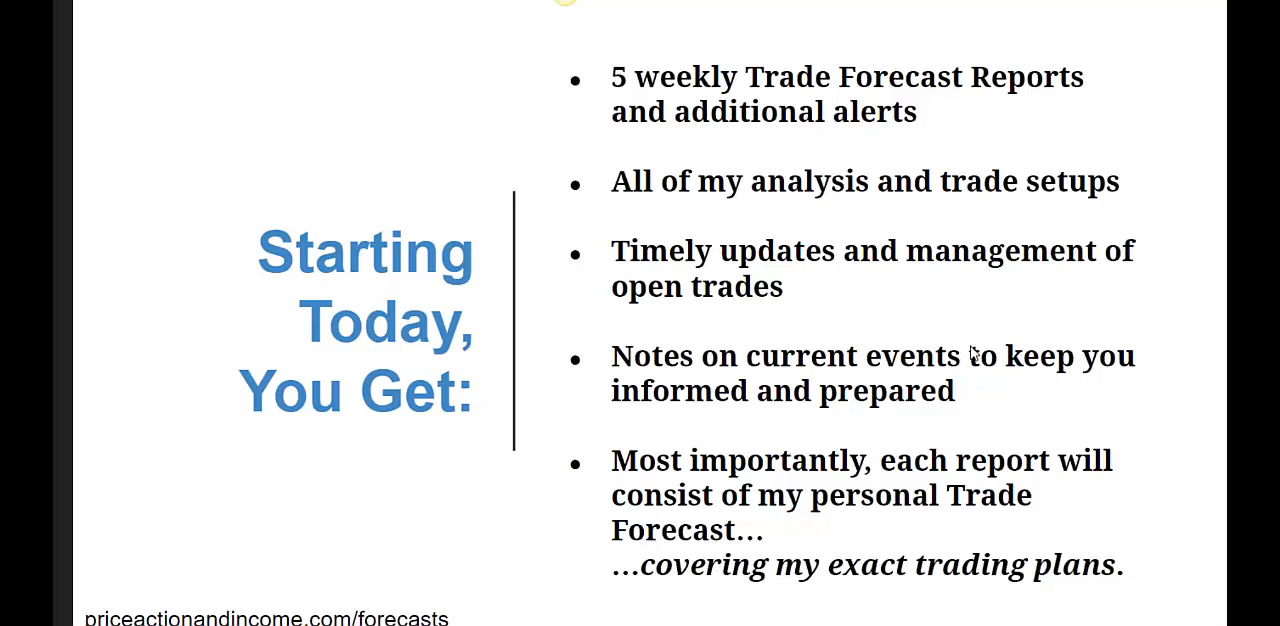 Starting
Today,
You Get:
● 5 weekly Trade Forecast Reports
and additional alerts
● All of my analysis and trade setups
● Timely updates and management of
open trades
● Notes on current events to keep you
informed and prepared
● Most importantly, each report will
consist of my personal Trade
Forecast…
…covering my exact trading plans.
priceactionandincome.com/forecasts